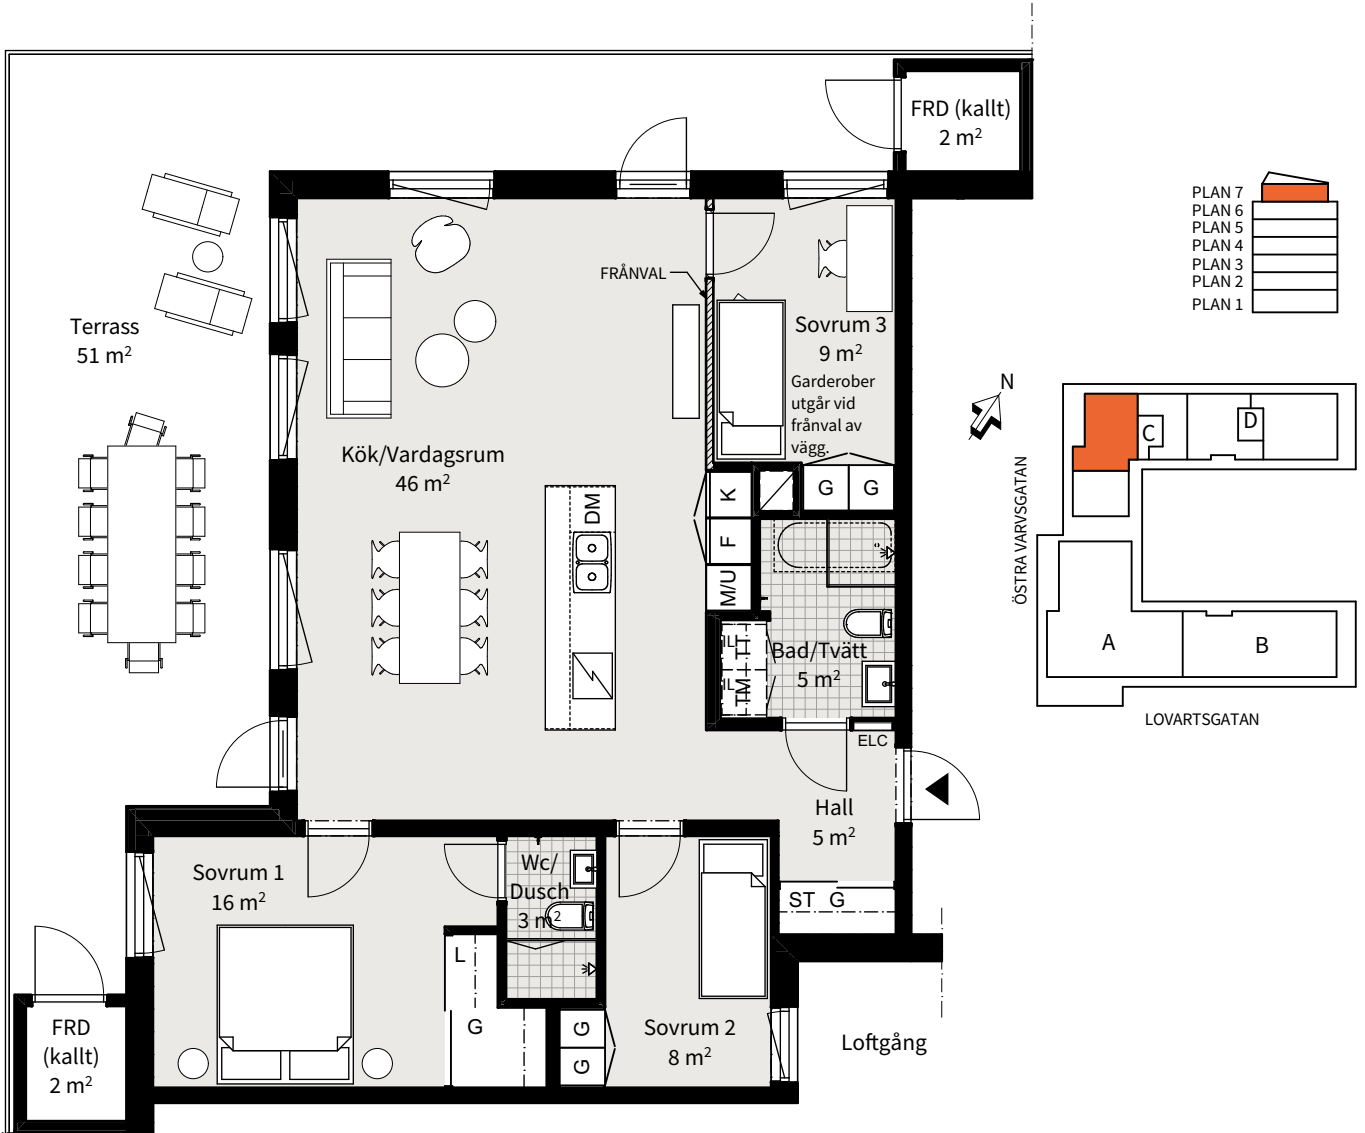 FRD (kallt)
2 m²
PLAN 7
PLAN 6
PLAN 5
PLAN 4
PLAN 3
PLAN 2
PLAN 1
FRÅNVAL
Terrass
51 m²
Sovrum 3
9 m²
Garderober
utgår vid
frånval av
vägg.
Kök/Vardagsrum
46 m²
N
C
D
ÖSTRA VARVSGATAN
A
B
LOVARTSGATAN
K
F
M/U
G
G
DM
TT
TM
Bad/Tvätt
5 m²
ELC
Hall
5 m²
ST
G
Sovrum 1
16 m²
Wc/
Dusch
3 m²
L
G
G
G
Sovrum 2
8 m²
Loftgång
FRD
(kallt)
2 m²